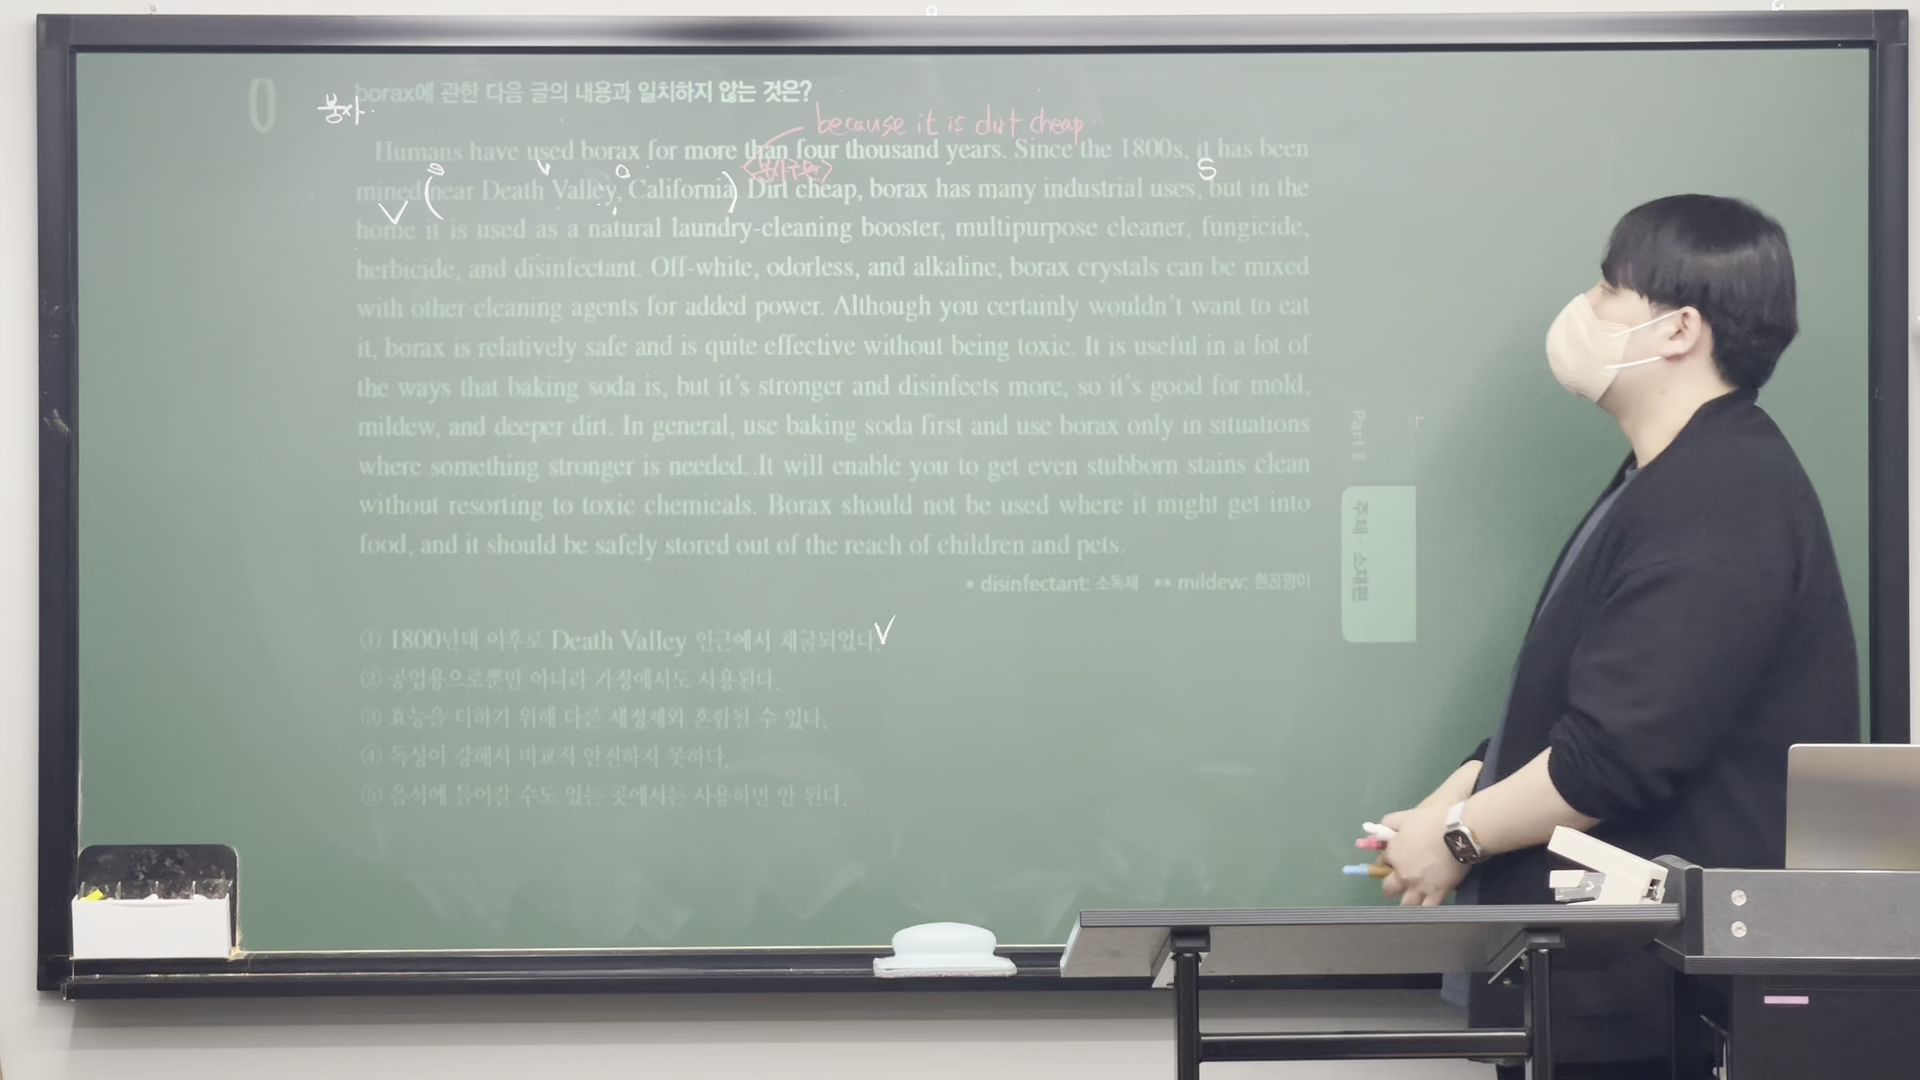 0
borax에 관한 다음 글의 내용과 일치하지 않는 것은?
붕사
because it is dirt cheap
Humans have used borax for more than four thousand years. Since the 1800s, it has been
<분사구문>
S
mined near Death Valley, California. Dirt cheap, borax has many industrial uses, but in the
V
home it is used as a natural laundry-cleaning booster, multipurpose cleaner, fungicide,
herbicide, and disinfectant. Off-white, odorless, and alkaline, borax crystals can be mixed
with other cleaning agents for added power. Although you certainly wouldn't want to eat
it, borax is relatively safe and is quite effective without being toxic. It is useful in a lot of
the ways that baking soda is, but it's stronger and disinfects more, so it's good for mold,
mildew, and deeper dirt. In general, use baking soda first and use borax only in situations
where something stronger is needed. It will enable you to get even stubborn stains clean
without resorting to toxic chemicals. Borax should not be used where it might get into
food, and it should be safely stored out of the reach of children and pets.
* disinfectant: 소독제 ** mildew: 흰곰팡이
① 1800년대 이후로 Death Valley 인근에서 채굴되었다.
② 공업용으로뿐만 아니라 가정에서도 사용된다.
③ 효능을 더하기 위해 다른 세정제와 혼합될 수 있다.
④ 독성이 강해서 비교적 안전하지 못하다.
⑤ 음식에 들어갈 수도 있는 곳에서는 사용하면 안 된다.
Part II
주제·소재편